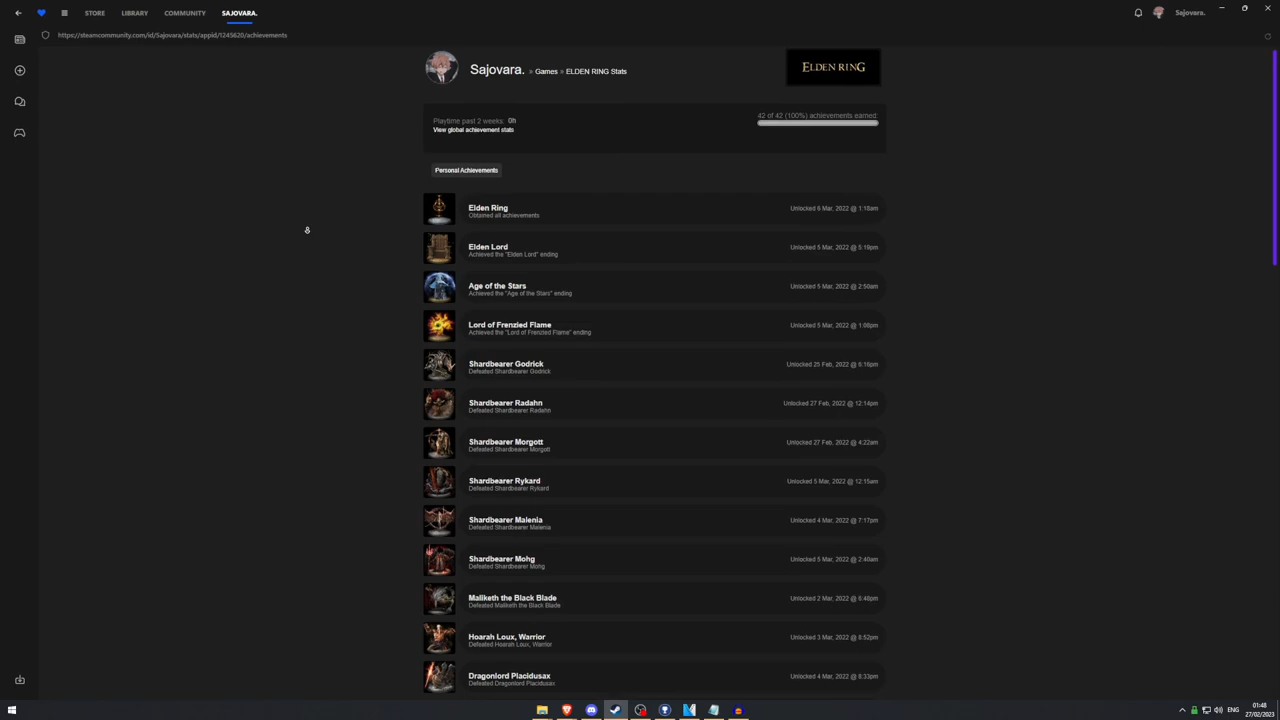 STORE LIBRARY COMMUNITY SAJOVARA. Sajovara.
https://steamcommunity.com/id/Sajovara/stats/appid/1245620/achievements
Sajovara. » Games » ELDEN RING Stats
ELDEN RING
Playtime past 2 weeks: 0h
42 of 42 (100%) achievements earned:
View global achievement stats
Personal Achievements
Elden Ring
Obtained all achievements
Unlocked 6 Mar, 2022 @ 1:18am
Elden Lord
Achieved the "Elden Lord" ending
Unlocked 5 Mar, 2022 @ 5:19pm
Age of the Stars
Achieved the "Age of the Stars" ending
Unlocked 5 Mar, 2022 @ 2:50am
Lord of Frenzied Flame
Achieved the "Lord of Frenzied Flame" ending
Unlocked 5 Mar, 2022 @ 1:08pm
Shardbearer Godrick
Defeated Shardbearer Godrick
Unlocked 25 Feb, 2022 @ 6:16pm
Shardbearer Radahn
Defeated Shardbearer Radahn
Unlocked 27 Feb, 2022 @ 12:14pm
Shardbearer Morgott
Defeated Shardbearer Morgott
Unlocked 27 Feb, 2022 @ 4:22am
Shardbearer Rykard
Defeated Shardbearer Rykard
Unlocked 5 Mar, 2022 @ 12:15am
Shardbearer Malenia
Defeated Shardbearer Malenia
Unlocked 4 Mar, 2022 @ 7:17pm
Shardbearer Mohg
Defeated Shardbearer Mohg
Unlocked 5 Mar, 2022 @ 2:40am
Maliketh the Black Blade
Defeated Maliketh the Black Blade
Unlocked 2 Mar, 2022 @ 6:48pm
Hoarah Loux, Warrior
Defeated Hoarah Loux, Warrior
Unlocked 3 Mar, 2022 @ 8:52pm
Dragonlord Placidusax
Defeated Dragonlord Placidusax
Unlocked 4 Mar, 2022 @ 8:33pm
01:48
27/02/2023